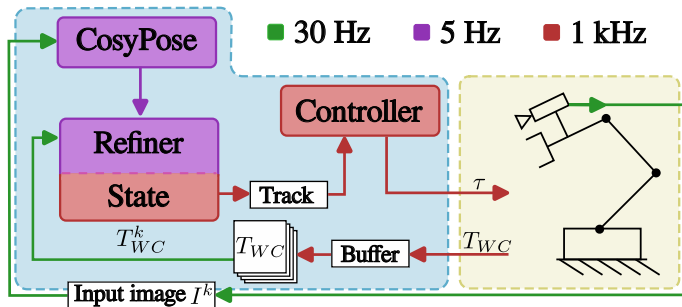 CosyPose
30 Hz
5 Hz
1 kHz
Controller
Refiner
State
Track
τ
T_{WC}^k
T_{WC}
Buffer
T_{WC}
Input image I^k